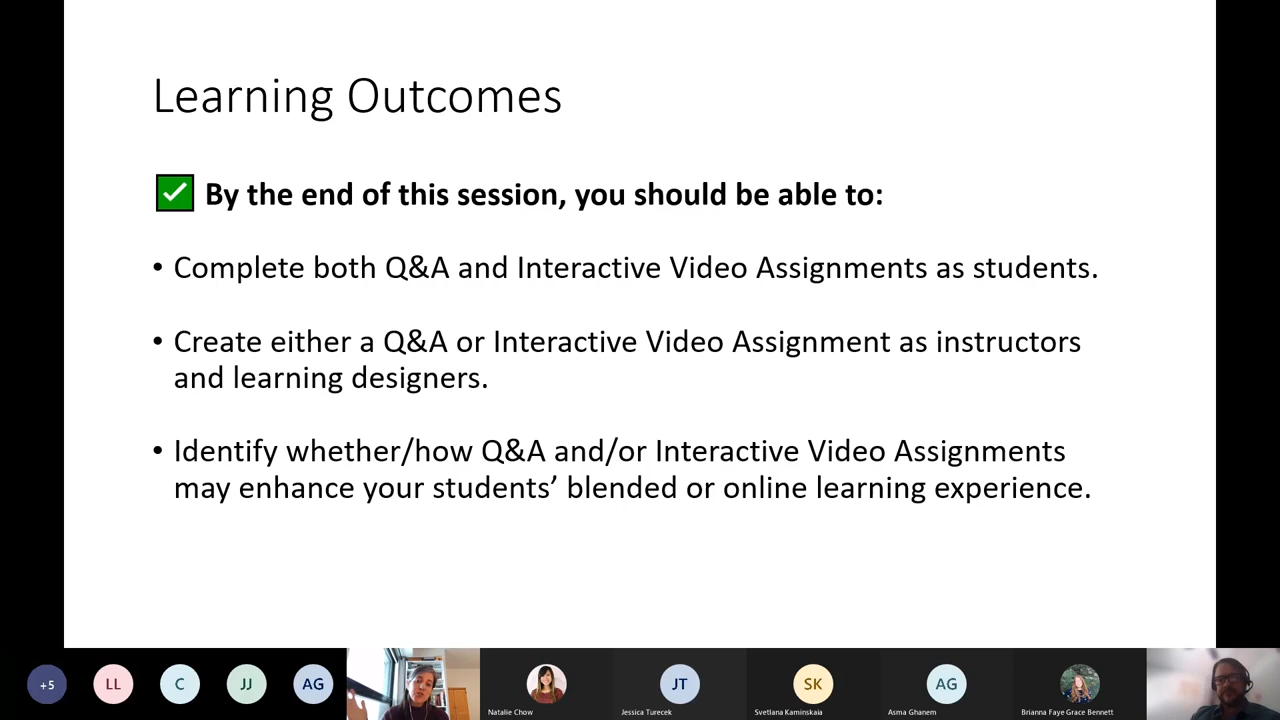 Learning Outcomes
By the end of this session, you should be able to:
• Complete both Q&A and Interactive Video Assignments as students.
• Create either a Q&A or Interactive Video Assignment as instructors
and learning designers.
• Identify whether/how Q&A and/or Interactive Video Assignments
may enhance your students’ blended or online learning experience.
+5
LL
C
JJ
AG
JT
SK
AG
Natalie Chow
Jessica Turecek
Svetlana Kaminskaia
Asma Ghanem
Brianna Faye Grace Bennett